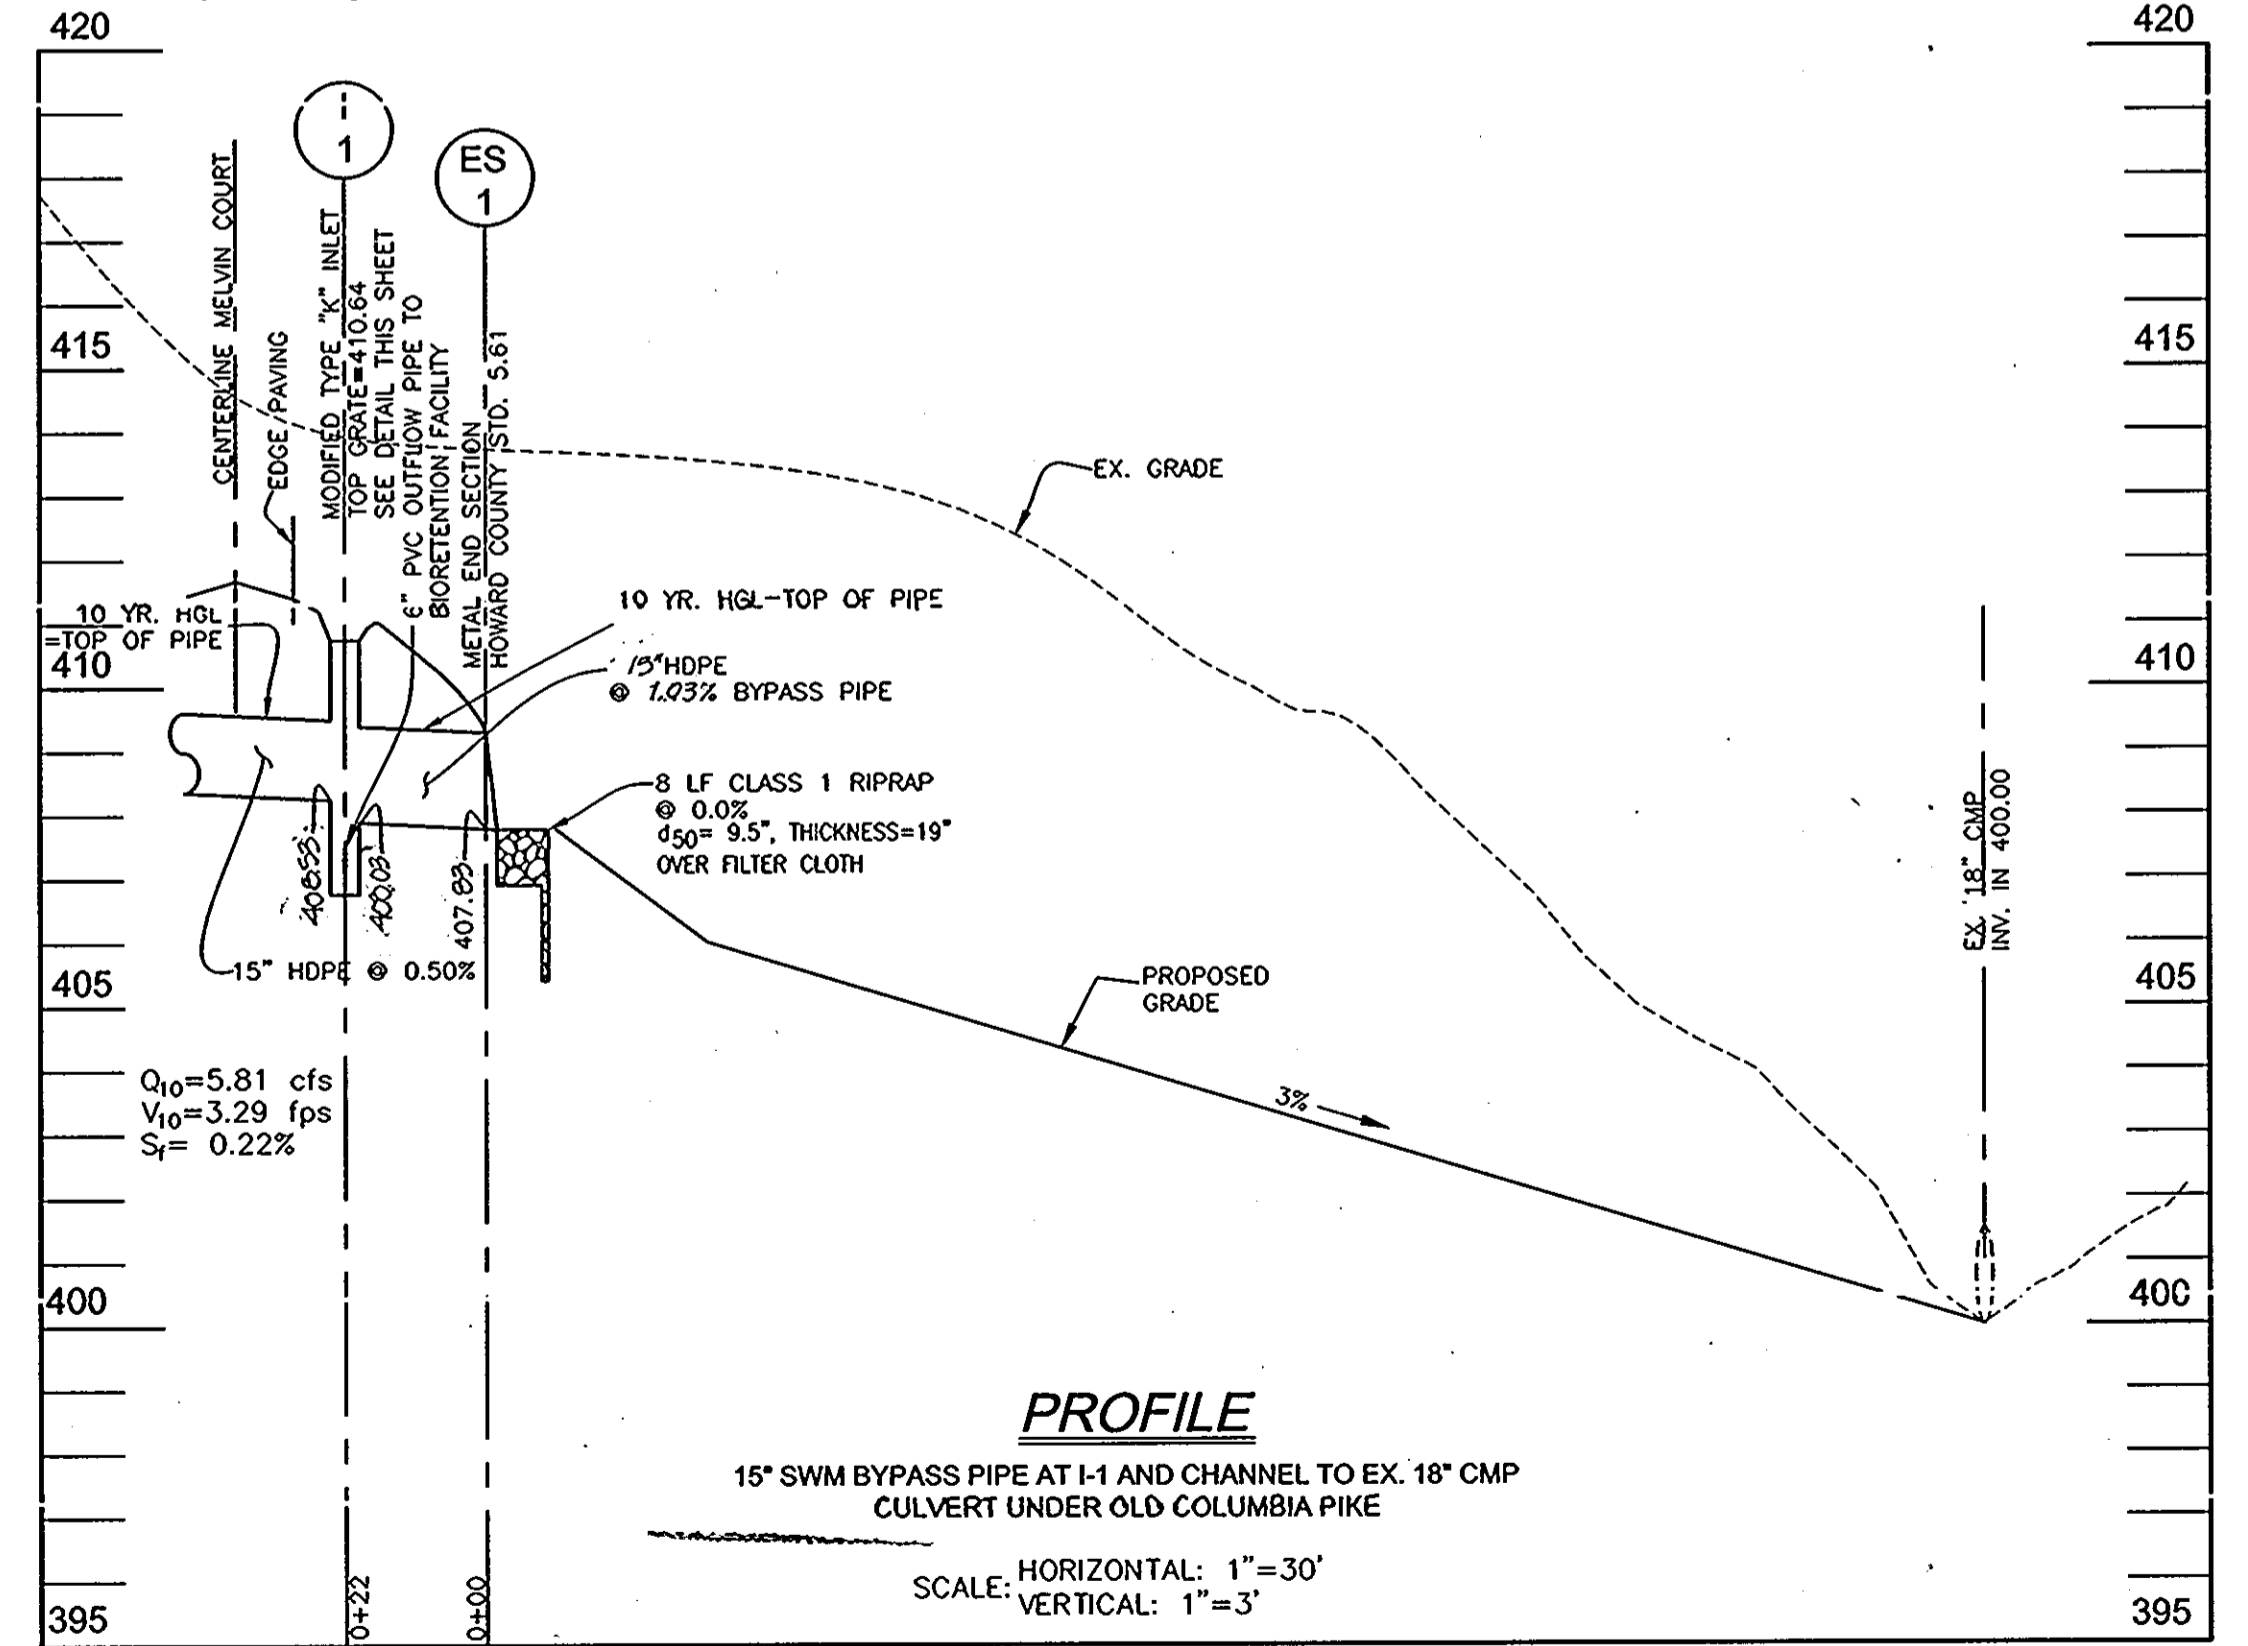 420
420
1
ES
1
CENTERLINE MELVIN COURT
EDGE PAVING
MODIFIED TYPE "K" INLET
TOP GRATE=410.64
SEE DETAIL THIS SHEET
6" PVC OUTFLOW PIPE TO
BIORETENTION FACILITY
METAL END SECTION
HOWARD COUNTY STD. 5.61
415
415
EX. GRADE
10 YR. HGL
=TOP OF PIPE
10 YR. HGL-TOP OF PIPE
410
410
15" HDPE
@ 1.03% BYPASS PIPE
8 LF CLASS 1 RIPRAP
@ 0.0%
d50= 9.5", THICKNESS=19"
OVER FILTER CLOTH
408.53
407.83
EX. 18" CMP
INV. IN 400.00
15" HDPE @ 0.50%
405
405
PROPOSED
GRADE
Q10=5.81 cfs
V10=3.29 fps
Sf= 0.22%
3%
400
400
PROFILE
15" SWM BYPASS PIPE AT I-1 AND CHANNEL TO EX. 18" CMP
CULVERT UNDER OLD COLUMBIA PIKE
SCALE: HORIZONTAL: 1"=30'
VERTICAL: 1"=3'
0+22
0+00
395
395